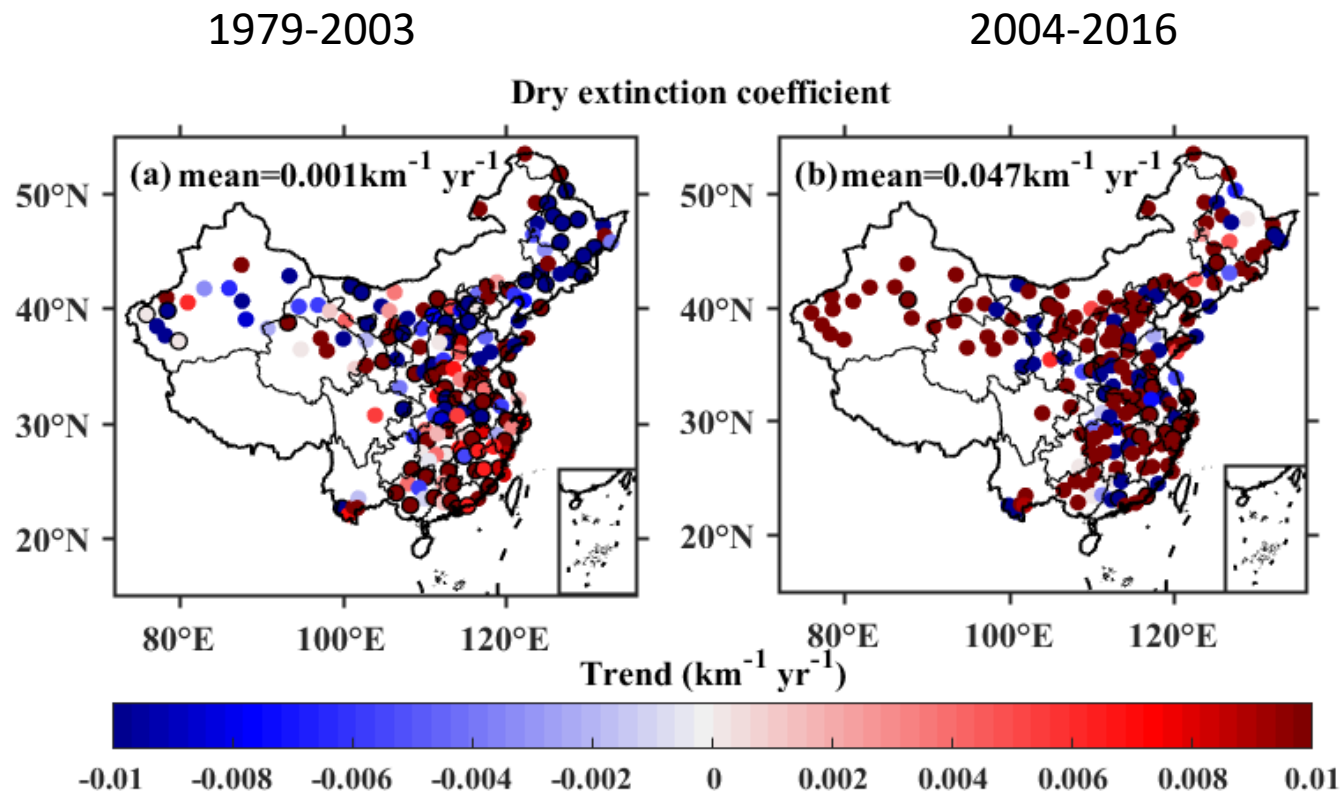 1979-2003 2004-2016
Dry extinction coefficient
(a) mean=0.001km⁻¹ yr⁻¹ (b) mean=0.047km⁻¹ yr⁻¹
50°N 50°N
40°N 40°N
30°N 30°N
20°N 20°N
80°E 100°E 120°E 80°E 100°E 120°E
Trend (km⁻¹ yr⁻¹)
-0.01 -0.008 -0.006 -0.004 -0.002 0 0.002 0.004 0.006 0.008 0.01